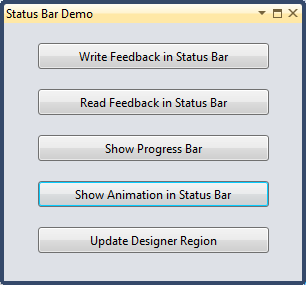 Status Bar Demo
Write Feedback in Status Bar
Read Feedback in Status Bar
Show Progress Bar
Show Animation in Status Bar
Update Designer Region